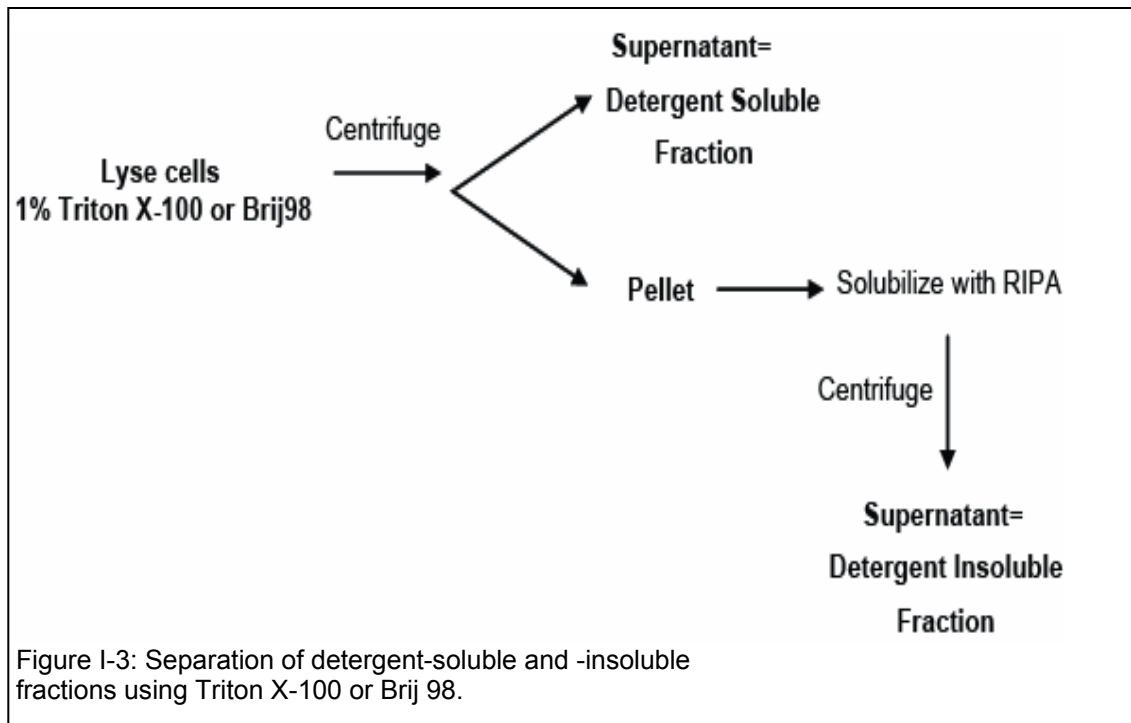 Supernatant=
Detergent Soluble
Fraction
Centrifuge
Lyse cells
1% Triton X-100 or Brij98
Pellet
Solubilize with RIPA
Centrifuge
Supernatant=
Detergent Insoluble
Fraction
Figure I-3: Separation of detergent-soluble and -insoluble
fractions using Triton X-100 or Brij 98.